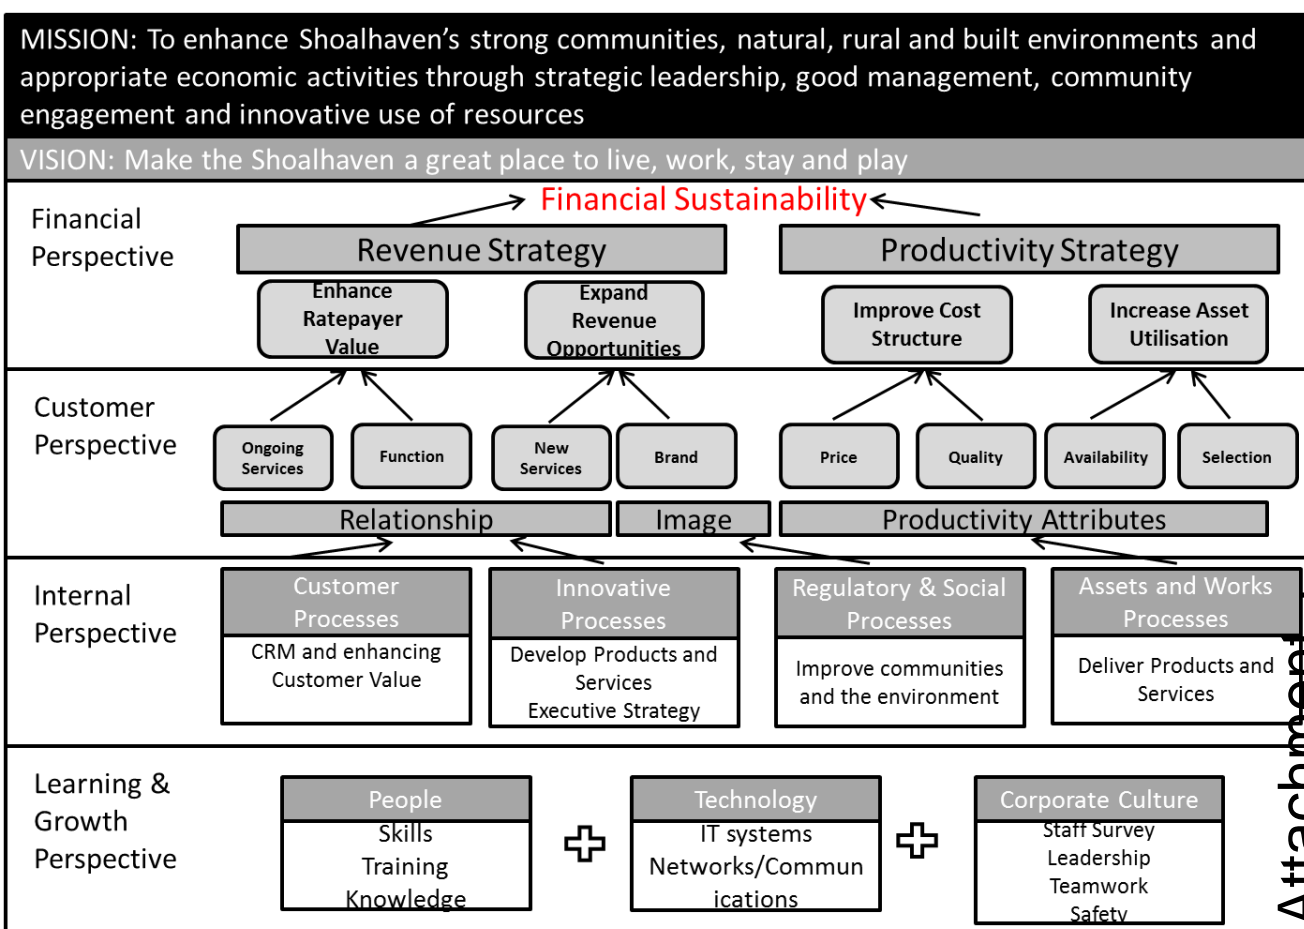 MISSION: To enhance Shoalhaven's strong communities, natural, rural and built environments and
appropriate economic activities through strategic leadership, good management, community
engagement and innovative use of resources
VISION: Make the Shoalhaven a great place to live, work, stay and play
Financial
Perspective
Financial Sustainability
Revenue Strategy
Productivity Strategy
Enhance
Ratepayer
Value
Expand
Revenue
Opportunities
Improve Cost
Structure
Increase Asset
Utilisation
Customer
Perspective
Ongoing
Services
Function
New
Services
Brand
Price
Quality
Availability
Selection
Relationship
Image
Productivity Attributes
Internal
Perspective
Customer
Processes
CRM and enhancing
Customer Value
Innovative
Processes
Develop Products and
Services
Executive Strategy
Regulatory & Social
Processes
Improve communities
and the environment
Assets and Works
Processes
Deliver Products and
Services
Learning &
Growth
Perspective
People
Skills
Training
Knowledge
Technology
IT systems
Networks/Commun
ications
Corporate Culture
Staff Survey
Leadership
Teamwork
Safety
Attachment